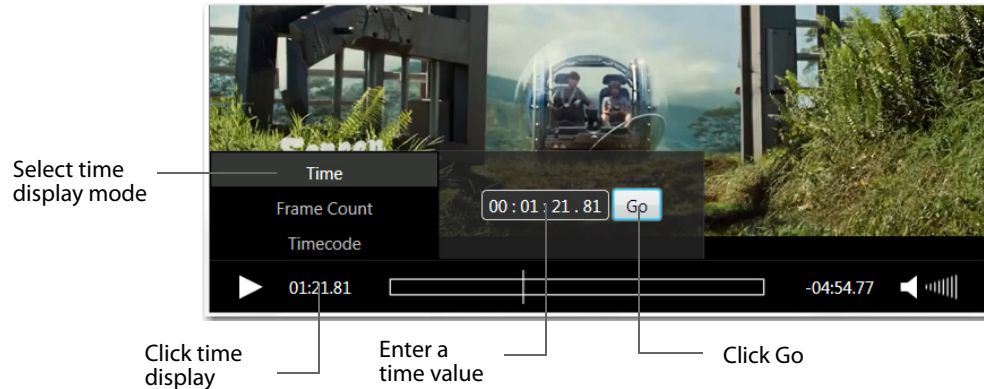 Select time
display mode
Time
Frame Count
Timecode
00 : 01 : 21 . 81
Go
01:21.81
-04:54.77
Click time
display
Enter a
time value
Click Go